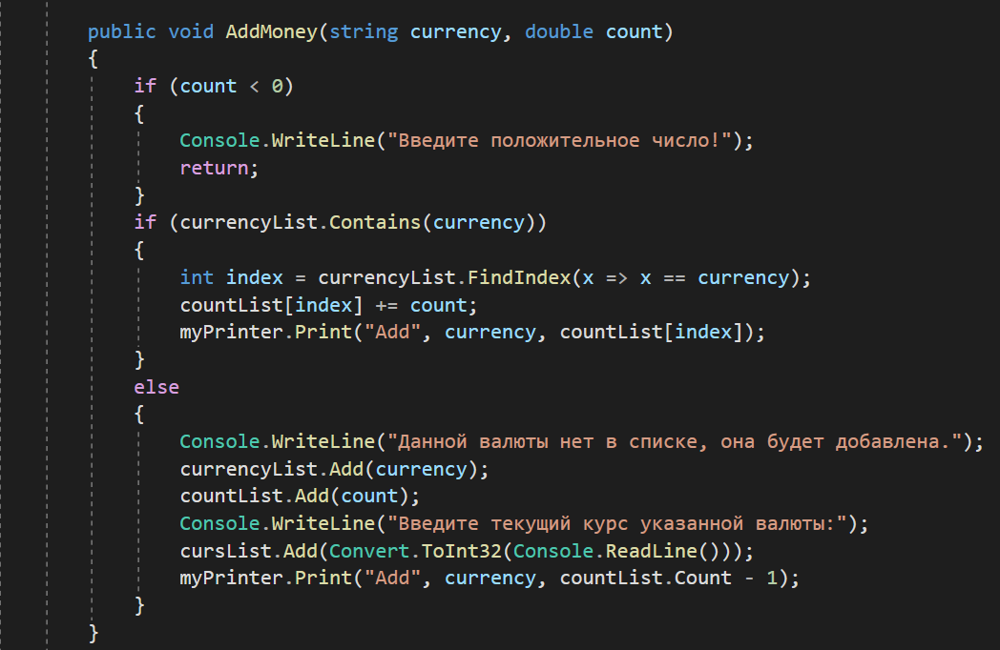 public void AddMoney(string currency, double count)
{
if (count < 0)
{
Console.WriteLine("Введите положительное число!");
return;
}
if (currencyList.Contains(currency))
{
int index = currencyList.FindIndex(x => x == currency);
countList[index] += count;
myPrinter.Print("Add", currency, countList[index]);
}
else
{
Console.WriteLine("Данной валюты нет в списке, она будет добавлена.");
currencyList.Add(currency);
countList.Add(count);
Console.WriteLine("Введите текущий курс указанной валюты:");
cursList.Add(Convert.ToInt32(Console.ReadLine()));
myPrinter.Print("Add", currency, countList.Count - 1);
}
}